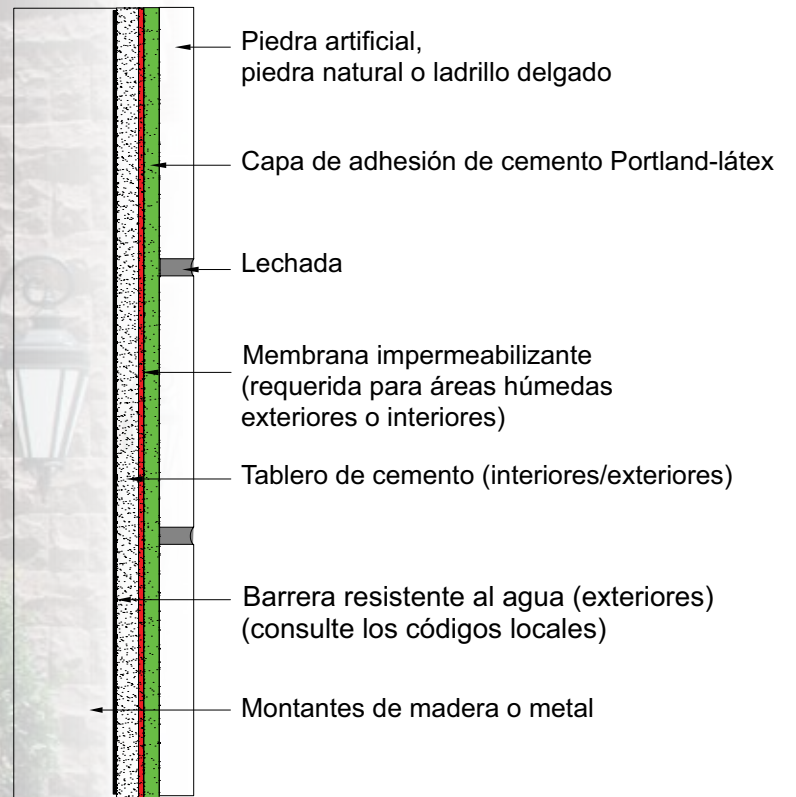 Piedra artificial,
piedra natural o ladrillo delgado
Capa de adhesión de cemento Portland-látex
Lechada
Membrana impermeabilizante
(requerida para áreas húmedas
exteriores o interiores)
Tablero de cemento (interiores/exteriores)
Barrera resistente al agua (exteriores)
(consulte los códigos locales)
Montantes de madera o metal